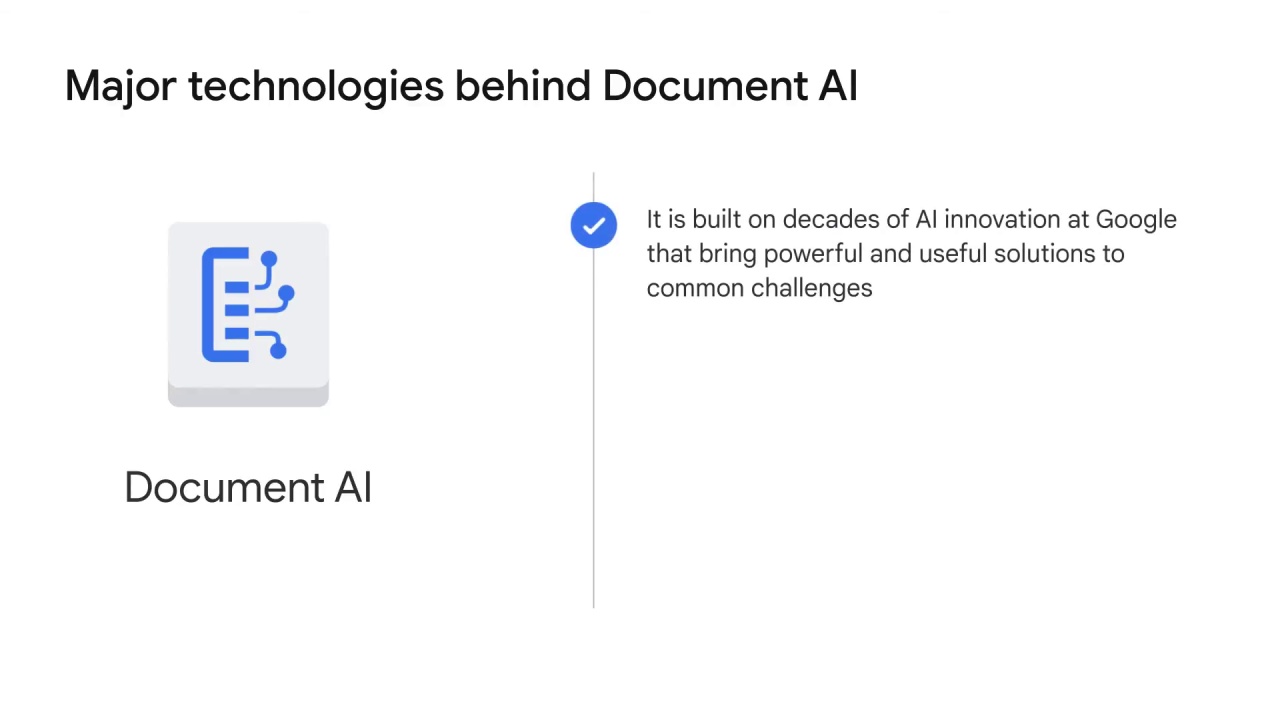 Major technologies behind Document AI
It is built on decades of AI innovation at Google
that bring powerful and useful solutions to
common challenges
Document AI